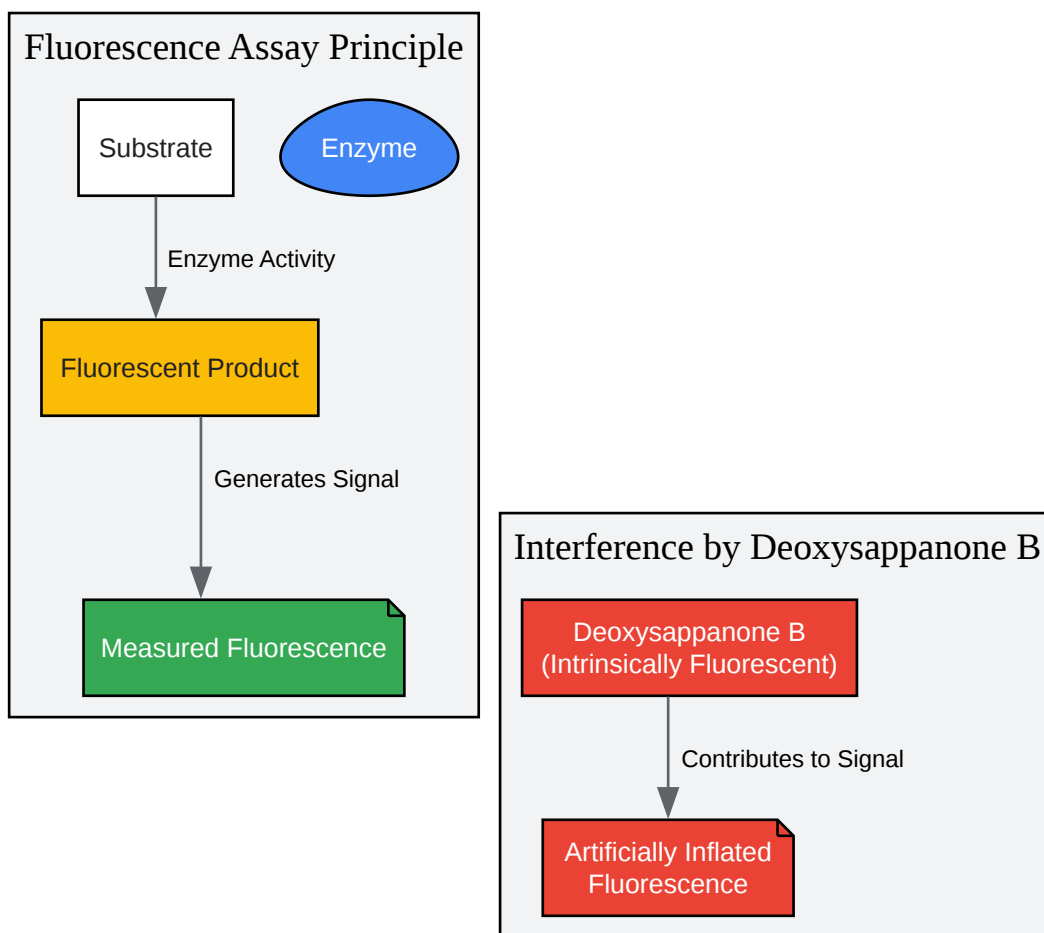 Fluorescence Assay Principle
Substrate
Enzyme
Enzyme Activity
Fluorescent Product
Generates Signal
Measured Fluorescence
Interference by Deoxysappanone B
Deoxysappanone B
(Intrinsically Fluorescent)
Contributes to Signal
Artificially Inflated
Fluorescence